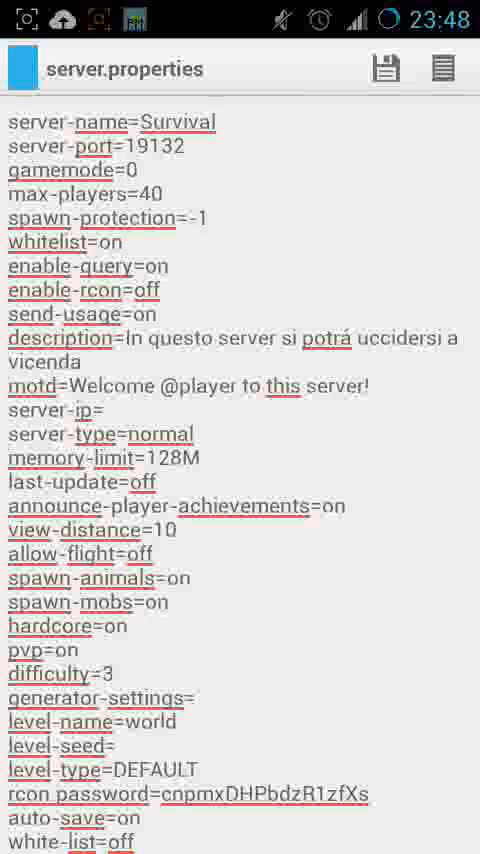 23:48
server.properties
server-name=Survival
server-port=19132
gamemode=0
max-players=40
spawn-protection=-1
whitelist=on
enable-query=on
enable-rcon=off
send-usage=on
description=In questo server si potrá uccidersi a
vicenda
motd=Welcome @player to this server!
server-ip=
server-type=normal
memory-limit=128M
last-update=off
announce-player-achievements=on
view-distance=10
allow-flight=off
spawn-animals=on
spawn-mobs=on
hardcore=on
pvp=on
difficulty=3
generator-settings=
level-name=world
level-seed=
level-type=DEFAULT
rcon.password=cnpmxDHPbdzR1zfXs
auto-save=on
white-list=off